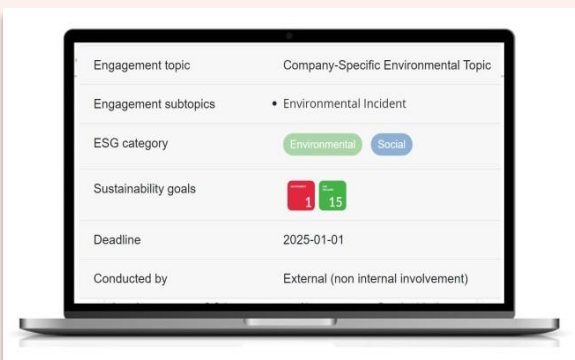 Engagement topic Company-Specific Environmental Topic
Engagement subtopics • Environmental Incident
ESG category Environmental Social
Sustainability goals 1 15
Deadline 2025-01-01
Conducted by External (non internal involvement)